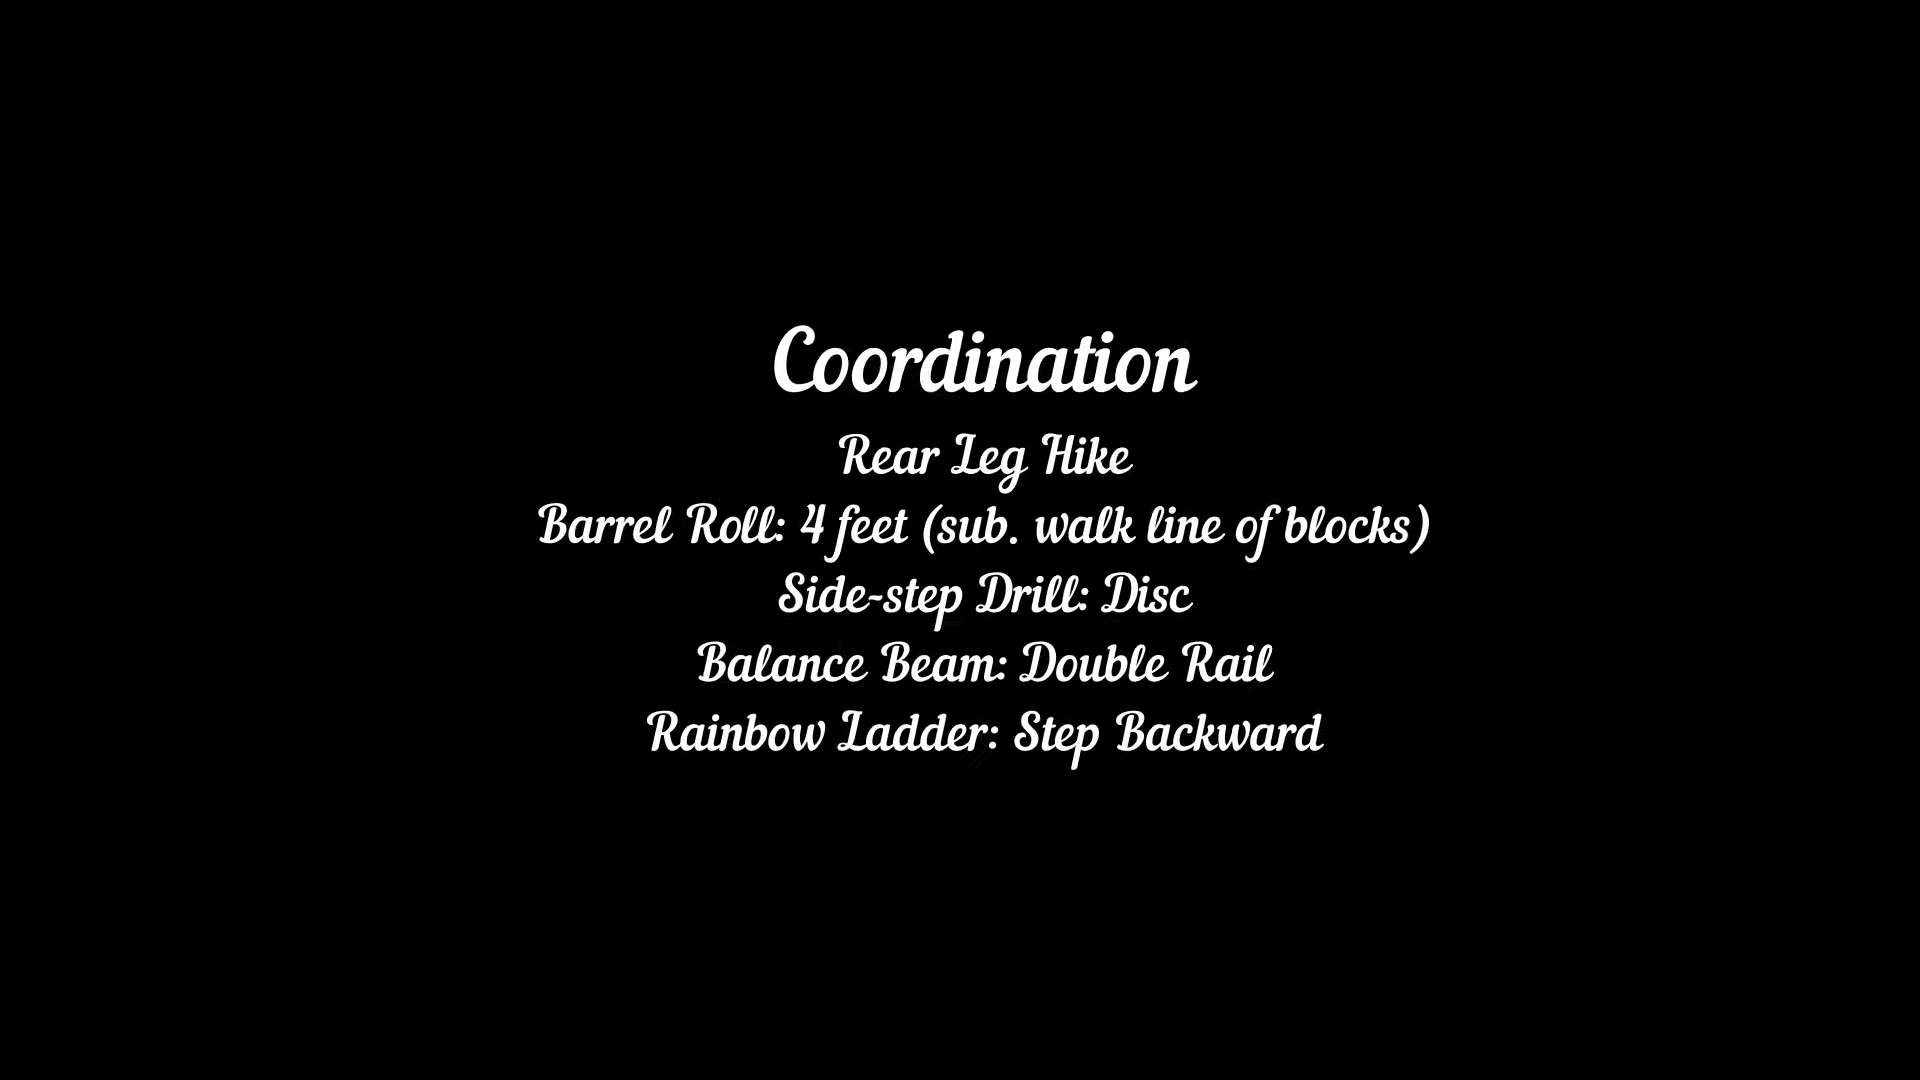 Coordination
Rear Leg Hike
Barrel Roll: 4 feet (sub. walk line of blocks)
Side-step Drill: Disc
Balance Beam: Double Rail
Rainbow Ladder: Step Backward